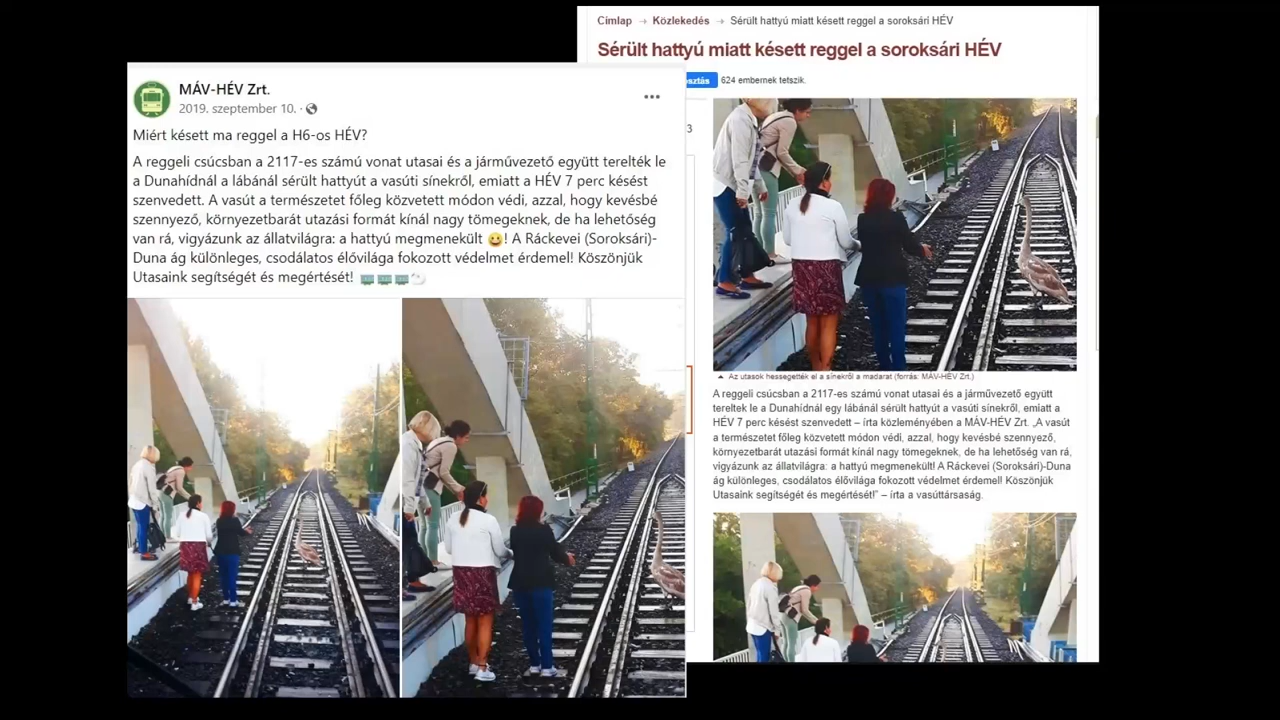 MÁV-HÉV Zrt.
2019. szeptember 10.
Miért késett ma reggel a H6-os HÉV?
A reggeli csúcsban a 2117-es számú vonat utasai és a járművezető együtt terelték le
a Dunahídnál a lábánál sérült hattyút a vasúti sínekről, emiatt a HÉV 7 perc késést
szenvedett. A vasút a természetet főleg közvetett módon védi, azzal, hogy kevésbé
szennyező, környezetbarát utazási formát kínál nagy tömegeknek, de ha lehetőség
van rá, vigyázunk az állatvilágra: a hattyú megmenekült 😀! A Ráckevei (Soroksári)-
Duna ág különleges, csodálatos élővilága fokozott védelmet érdemel! Köszönjük
Utasaink segítségét és megértését!
Címlap → Közlekedés → Sérült hattyú miatt késett reggel a soroksári HÉV
Sérült hattyú miatt késett reggel a soroksári HÉV
osztás 624 embernek tetszik.
3
Az utasok hessegették el a sínekről a madarat (forrás: MÁV-HÉV Zrt.)
A reggeli csúcsban a 2117-es számú vonat utasai és a járművezető együtt
tereltek le a Dunahídnál egy lábánál sérült hattyút a vasúti sínekről, emiatt a
HÉV 7 perc késést szenvedett – írta közleményében a MÁV-HÉV Zrt. „A vasút
a természetet főleg közvetett módon védi, azzal, hogy kevésbé szennyező,
környezetbarát utazási formát kínál nagy tömegeknek, de ha lehetőség van rá,
vigyázunk az állatvilágra: a hattyú megmenekült! A Ráckevei (Soroksári)-Duna
ág különleges, csodálatos élővilága fokozott védelmet érdemel! Köszönjük
Utasaink segítségét és megértését!” – írta a vasúttársaság.